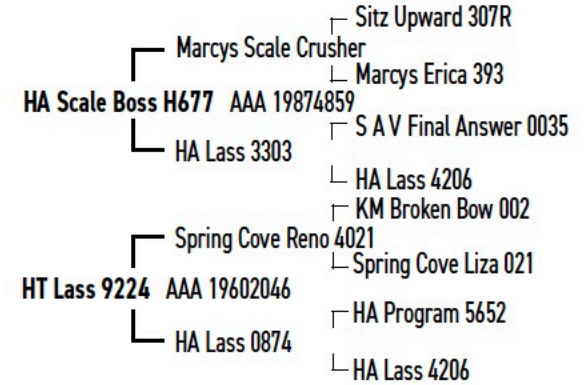 Sitz Upward 307R
Marcys Scale Crusher
Marcys Erica 393
HA Scale Boss H677 AAA 19874859
S A V Final Answer 0035
HA Lass 3303
HA Lass 4206
KM Broken Bow 002
Spring Cove Reno 4021
Spring Cove Liza 021
HT Lass 9224 AAA 19602046
HA Program 5652
HA Lass 0874
HA Lass 4206